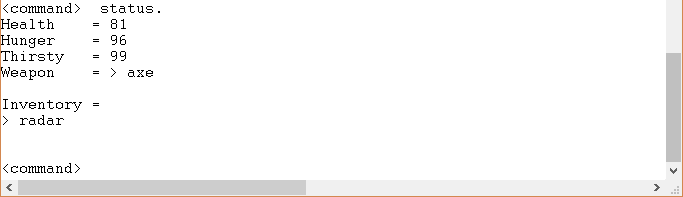 <command>  status.
Health    = 81
Hunger    = 96
Thirsty   = 99
Weapon    = > axe
Inventory =
> radar
<command>